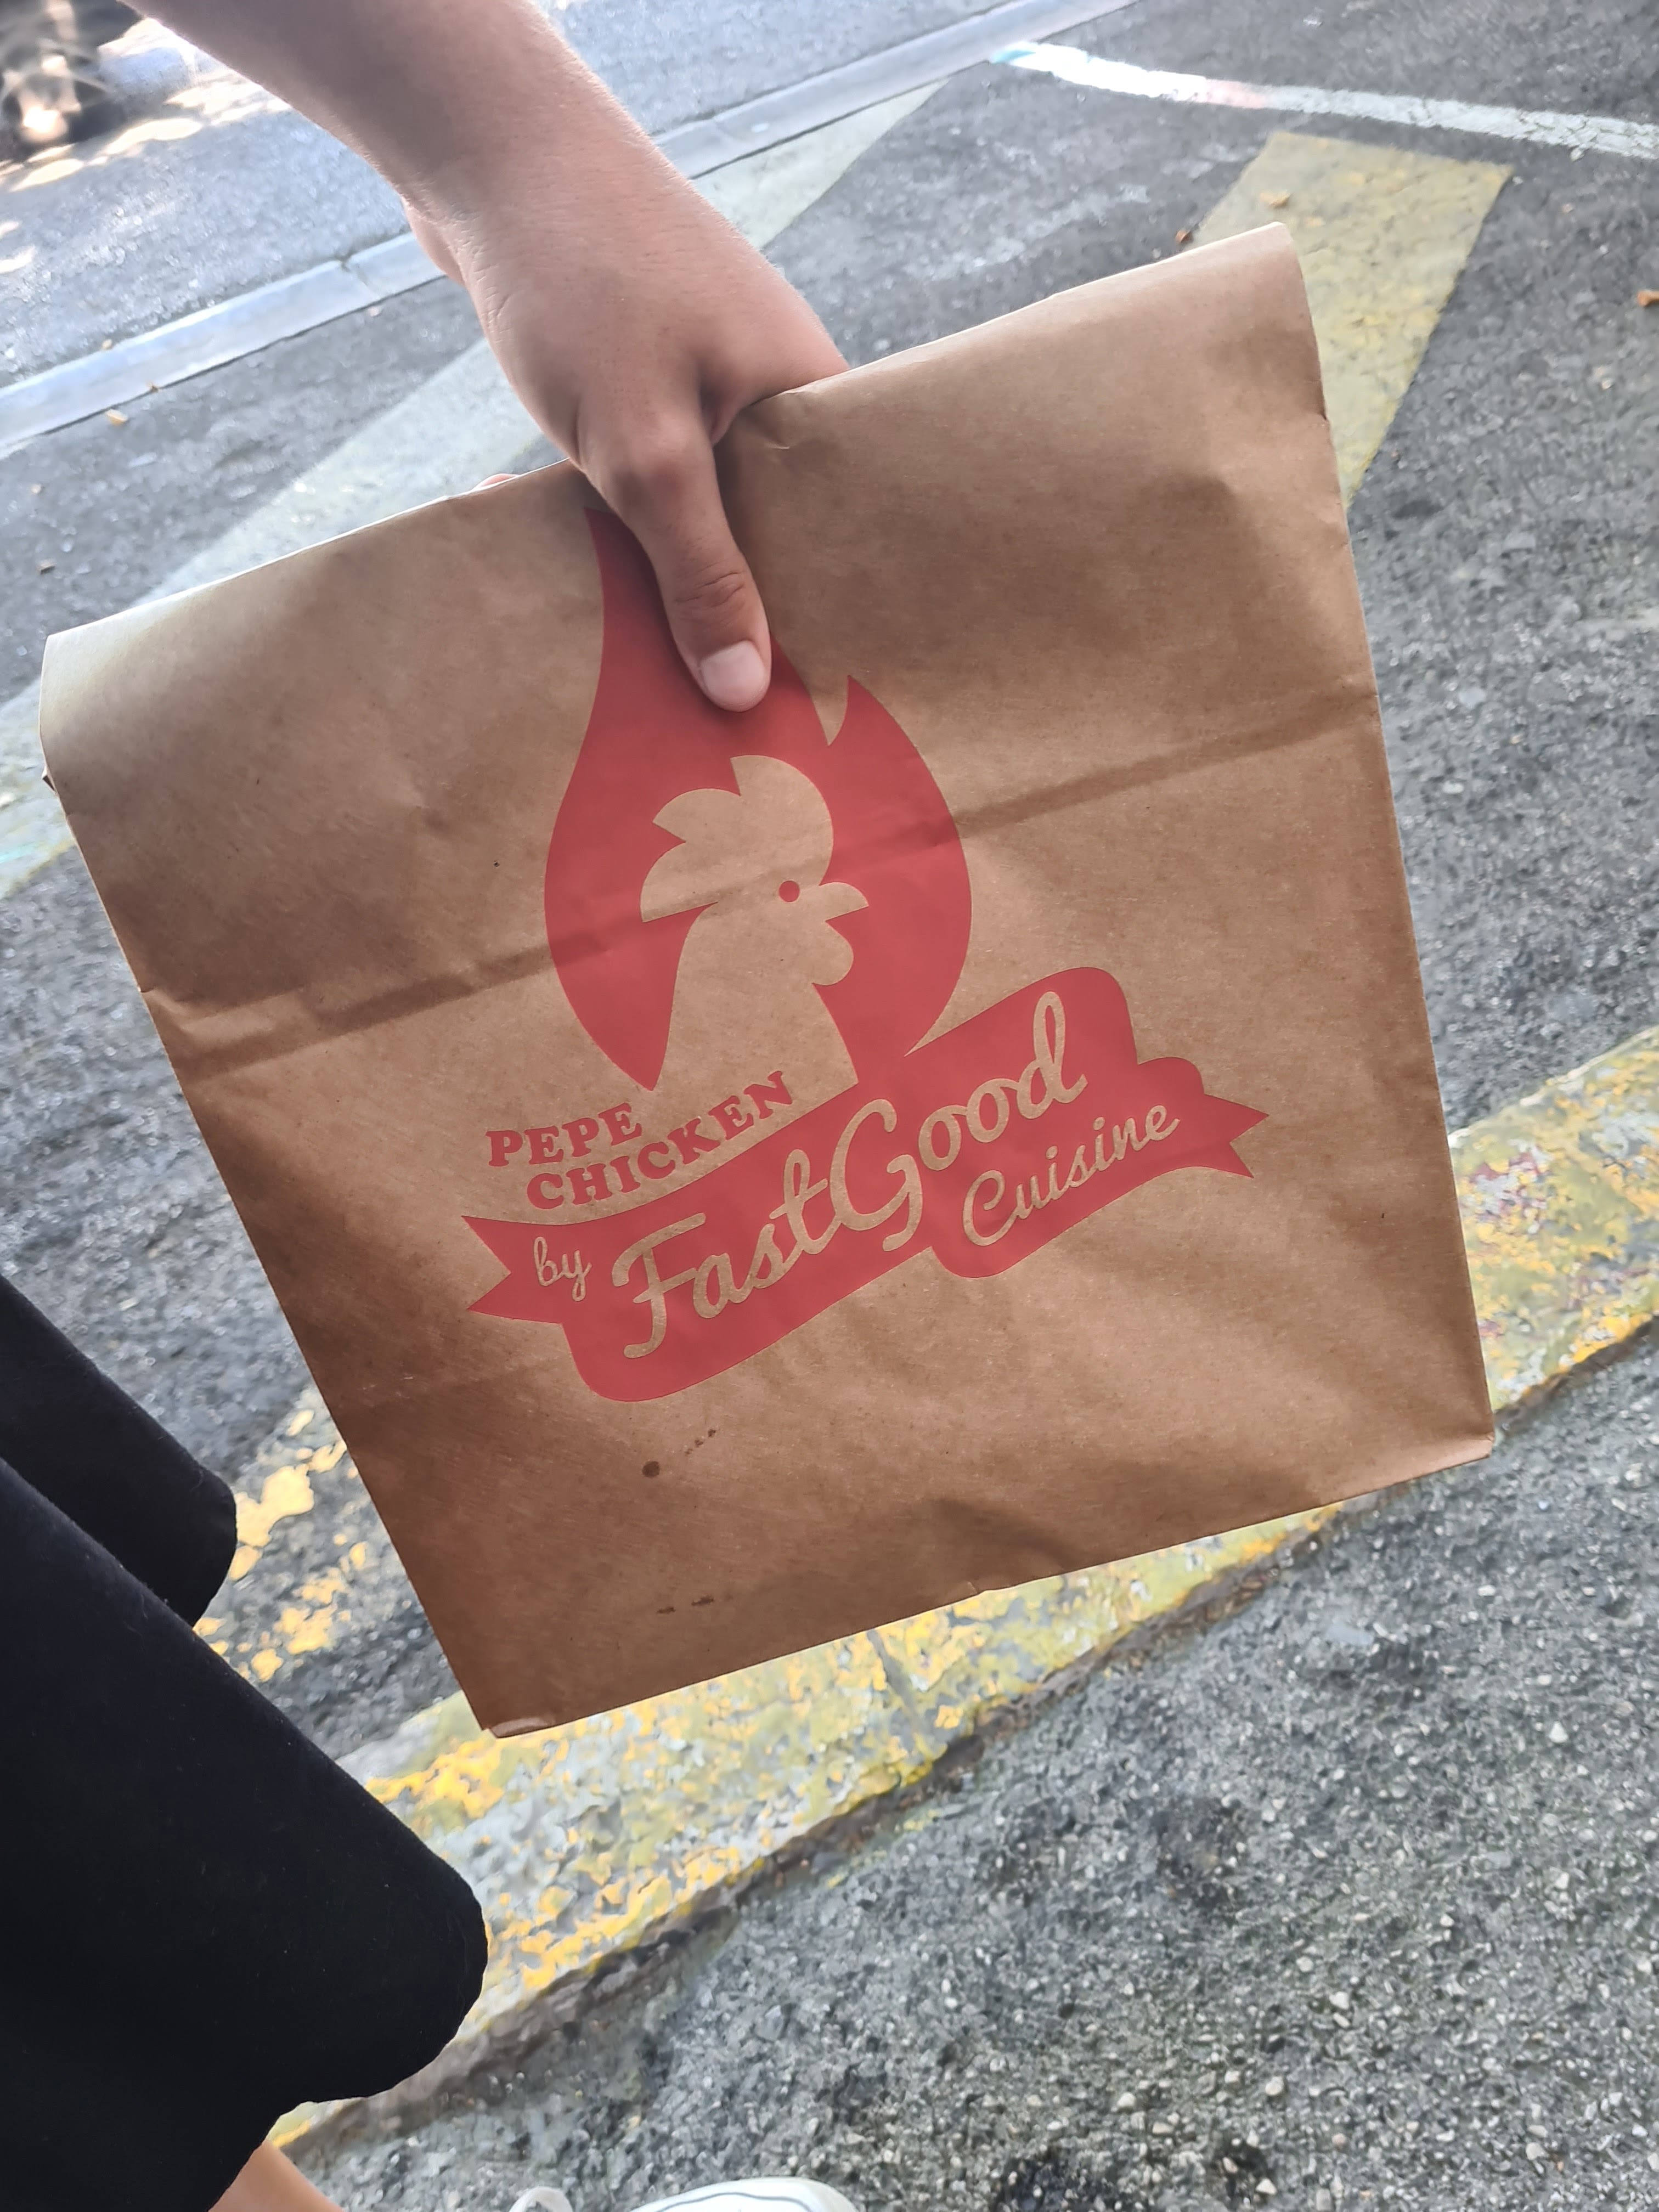 PEPE
CHICKEN
by FastGood
Cuisine